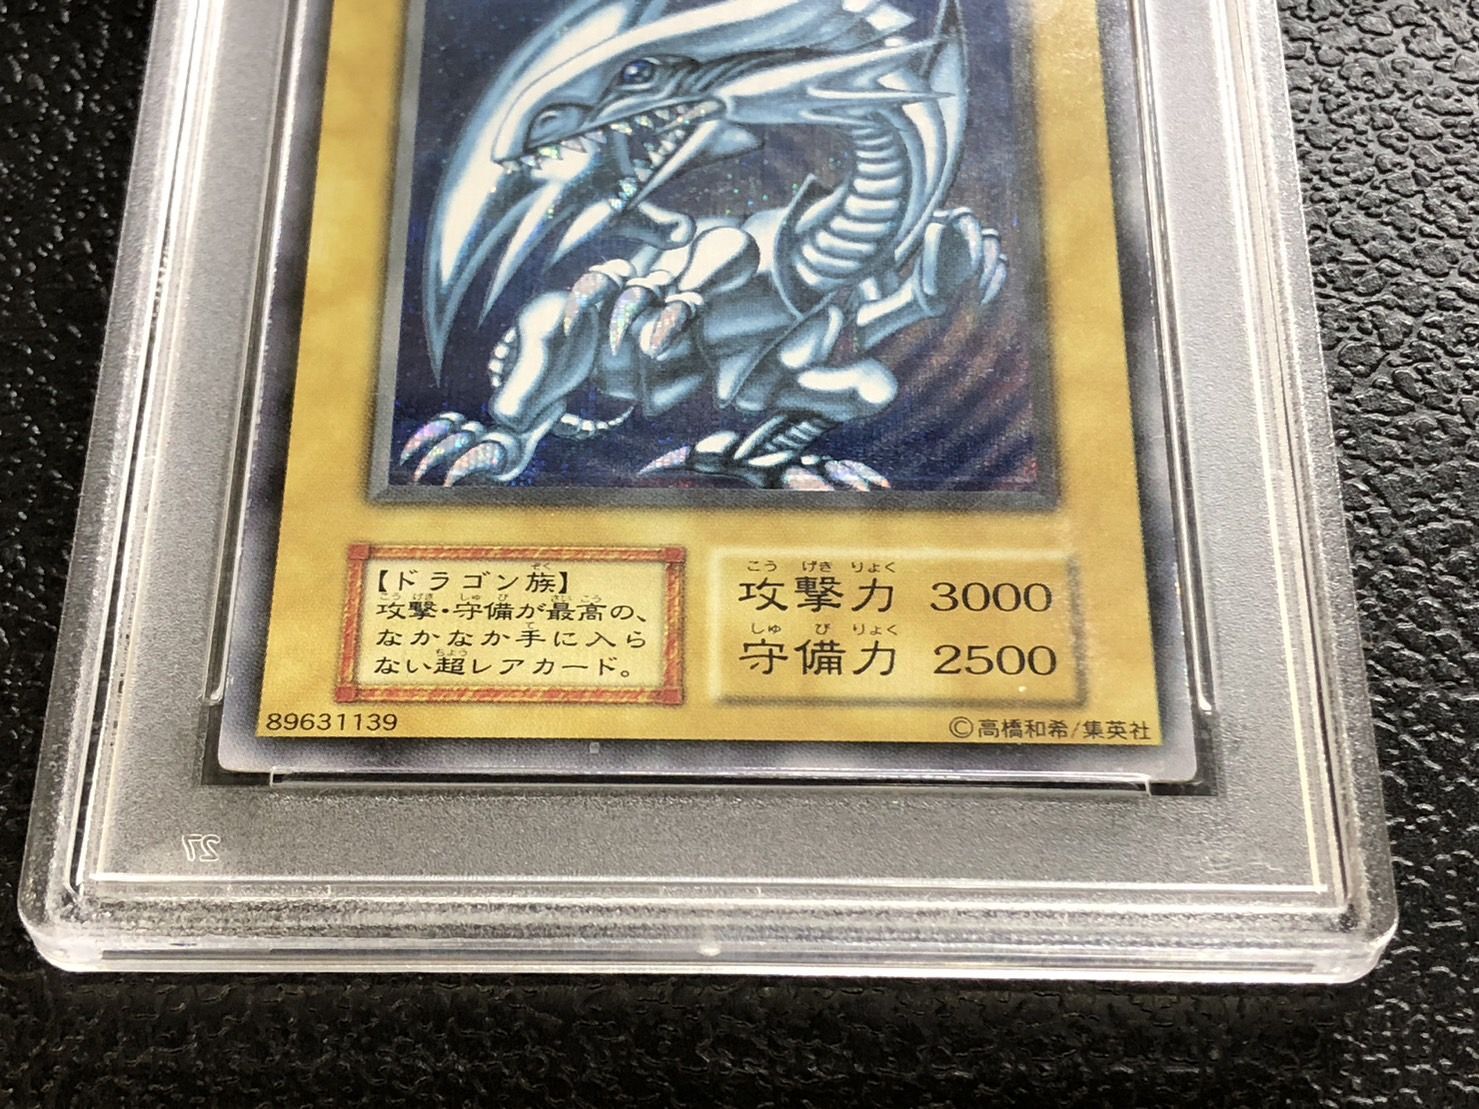 【ドラゴン族】
攻撃・守備が最高の、
なかなか手に入ら
ない超レアカード。
攻撃力 3000
守備力 2500
89631139
©高橋和希/集英社
27